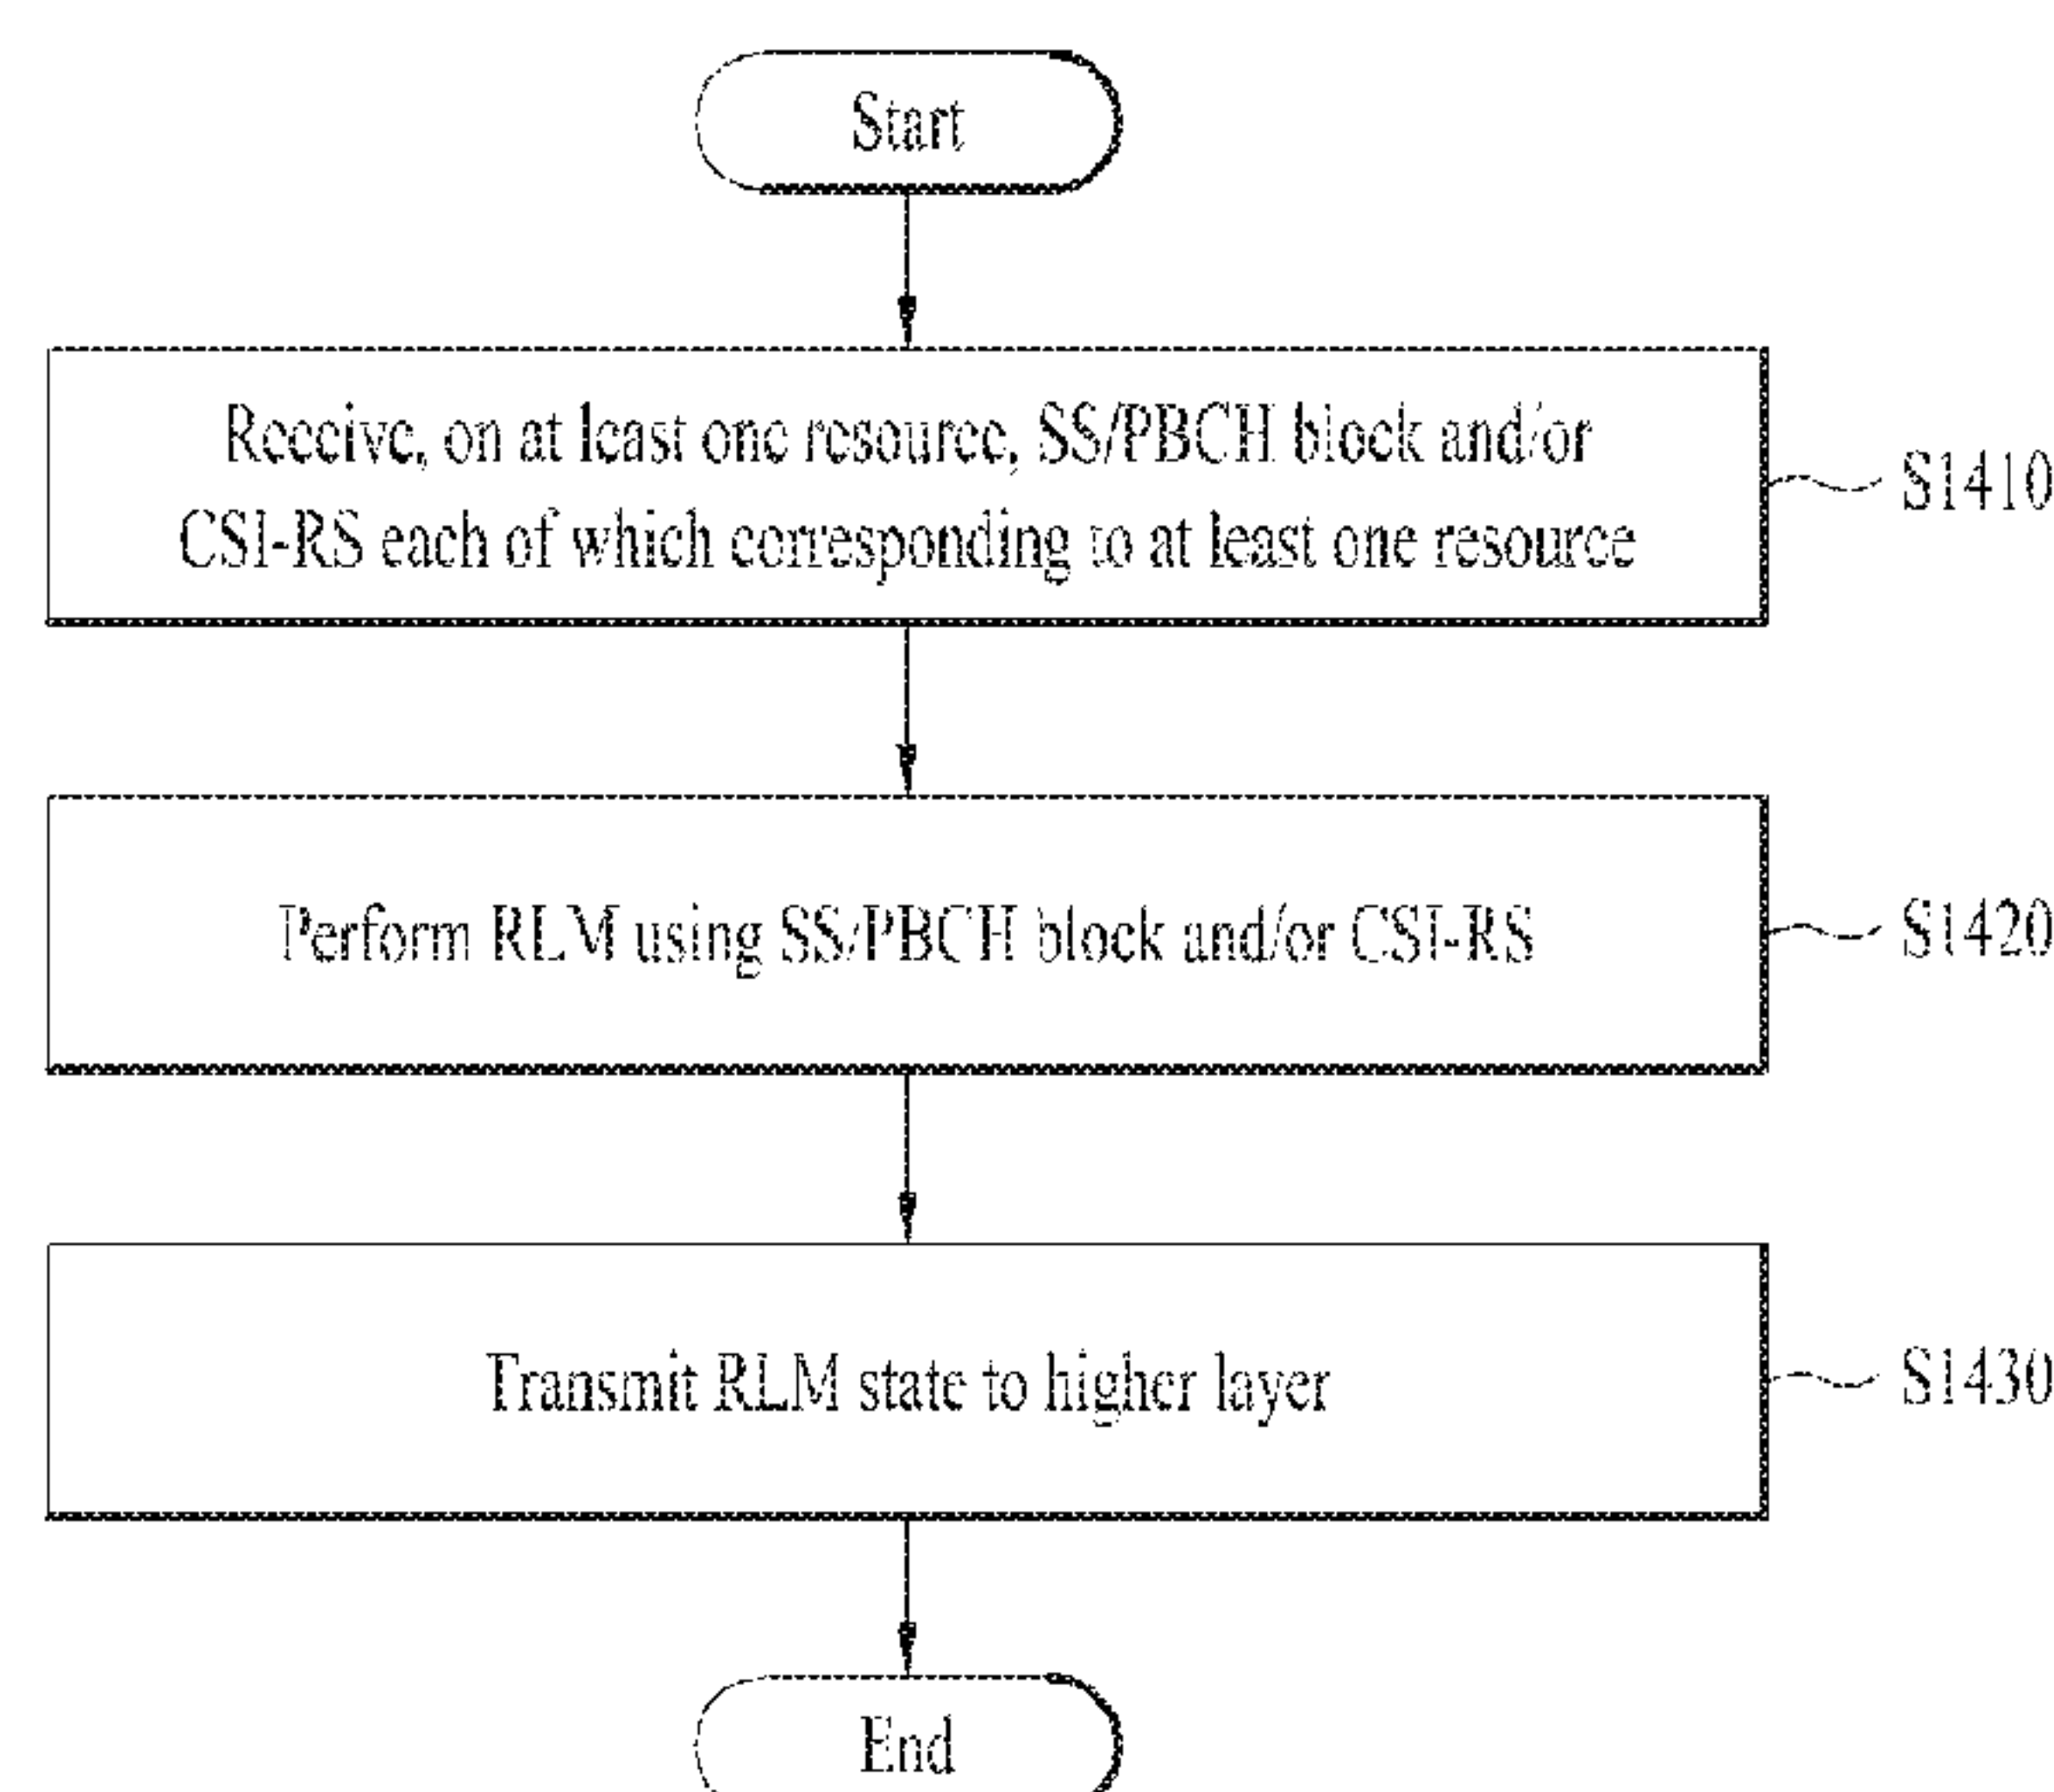 Start
Receive, on at least one resource, SS/PBCH block and/or
CSI-RS each of which corresponding to at least one resource
S1410
Perform RLM using SS/PBCH block and/or CSI-RS
S1420
Transmit RLM state to higher layer
S1430
End